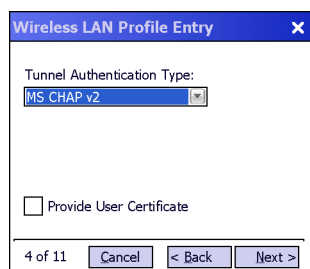 Wireless LAN Profile Entry X
Tunnel Authentication Type:
MS CHAP v2
Provide User Certificate
4 of 11 Cancel < Back Next >